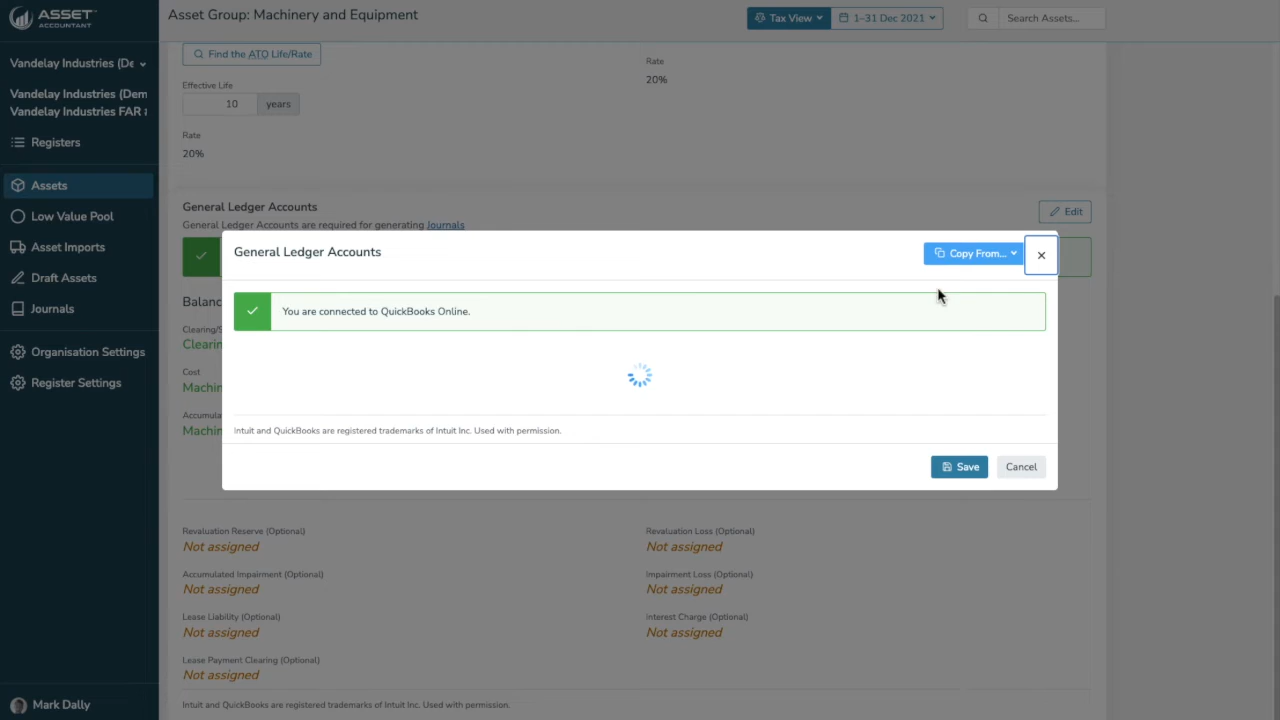 ASSET
ACCOUNTANT
Asset Group: Machinery and Equipment
Tax View
1–31 Dec 2021
Search Assets...
Vandelay Industries (De
Vandelay Industries (Dem
Vandelay Industries FAR
Registers
Assets
Low Value Pool
Asset Imports
Draft Assets
Journals
Organisation Settings
Register Settings
Mark Dally
Find the ATO Life/Rate
Rate
20%
Effective Life
10 years
Rate
20%
General Ledger Accounts
General Ledger Accounts are required for generating Journals
Edit
General Ledger Accounts
Copy From...
You are connected to QuickBooks Online.
Intuit and QuickBooks are registered trademarks of Intuit Inc. Used with permission.
Save
Cancel
Balanc
Clearing/S
Clearin
Cost
Machin
Accumula
Machin
Revaluation Reserve (Optional)
Not assigned
Revaluation Loss (Optional)
Not assigned
Accumulated Impairment (Optional)
Not assigned
Impairment Loss (Optional)
Not assigned
Lease Liability (Optional)
Not assigned
Interest Charge (Optional)
Not assigned
Lease Payment Clearing (Optional)
Not assigned
Intuit and QuickBooks are registered trademarks of Intuit Inc. Used with permission.